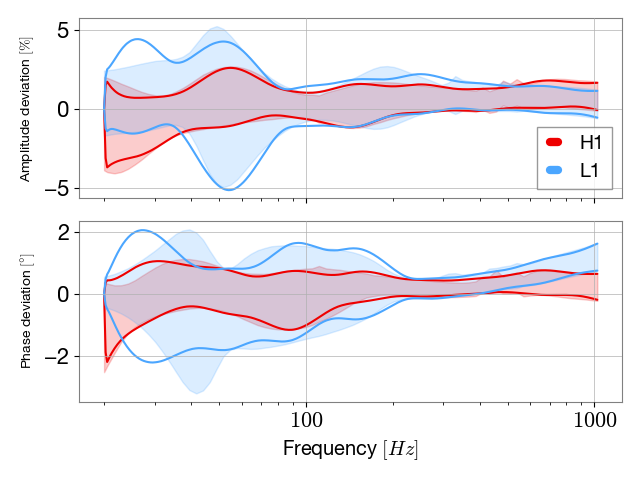 Amplitude deviation [%]
5
0
−5
H1
L1
Phase deviation [°]
2
0
−2
100
1000
Frequency [Hz]